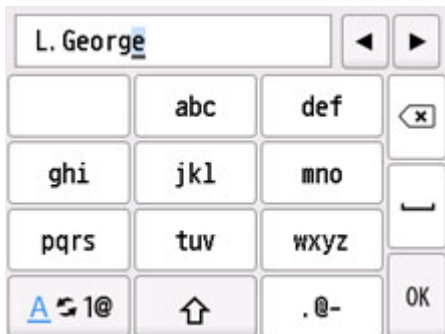 L. George
abc def
ghi jkl mno
pqrs tuv wxyz
A 1@ .@- OK